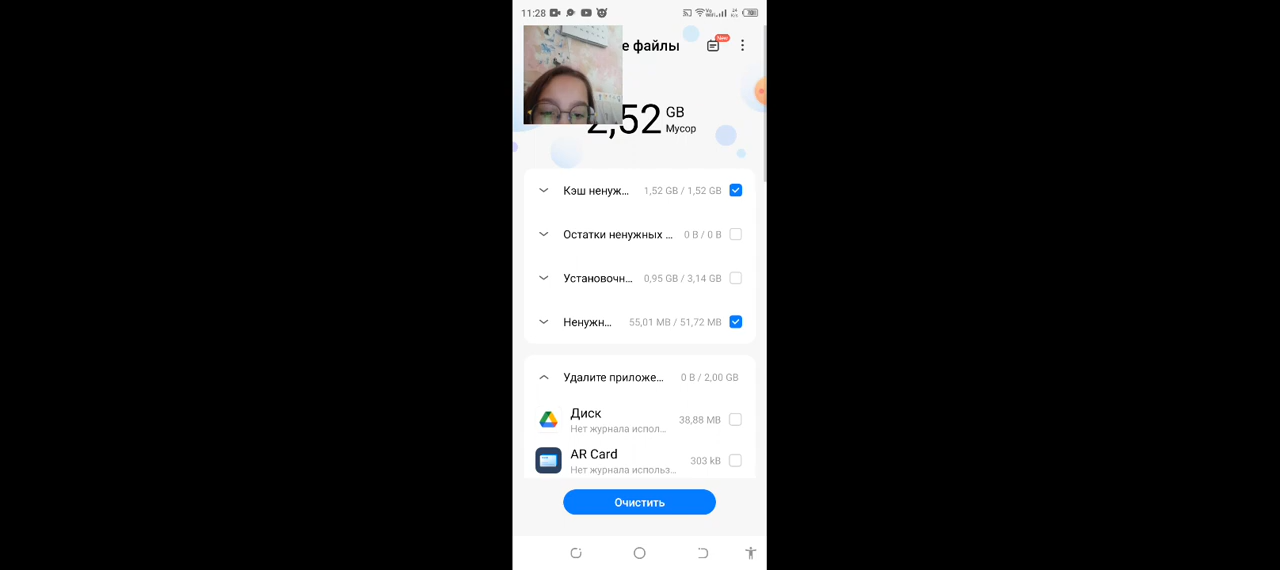 11:28
е файлы
New
2,52 GB
Мусор
Кэш ненуж... 1,52 GB / 1,52 GB
Остатки ненужных ... 0 B / 0 B
Установочн... 0,95 GB / 3,14 GB
Ненужн... 55,01 MB / 51,72 MB
Удалите приложе... 0 B / 2,00 GB
Диск
Нет журнала испол... 38,88 MB
AR Card
Нет журнала использ... 303 kB
Очистить